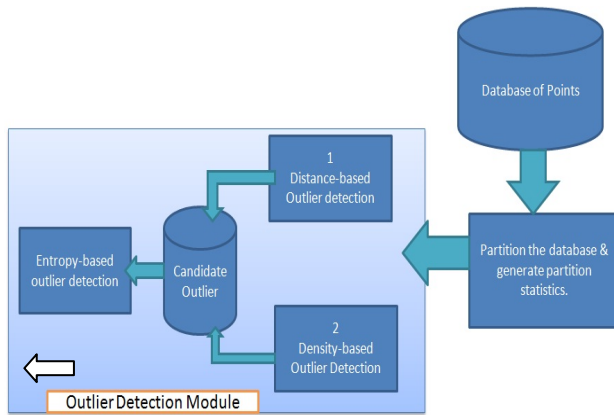 Database of Points
Partition the database &
generate partition
statistics.
1
Distance-based
Outlier detection
Candidate
Outlier
Entropy-based
outlier detection
2
Density-based
Outlier Detection
Outlier Detection Module